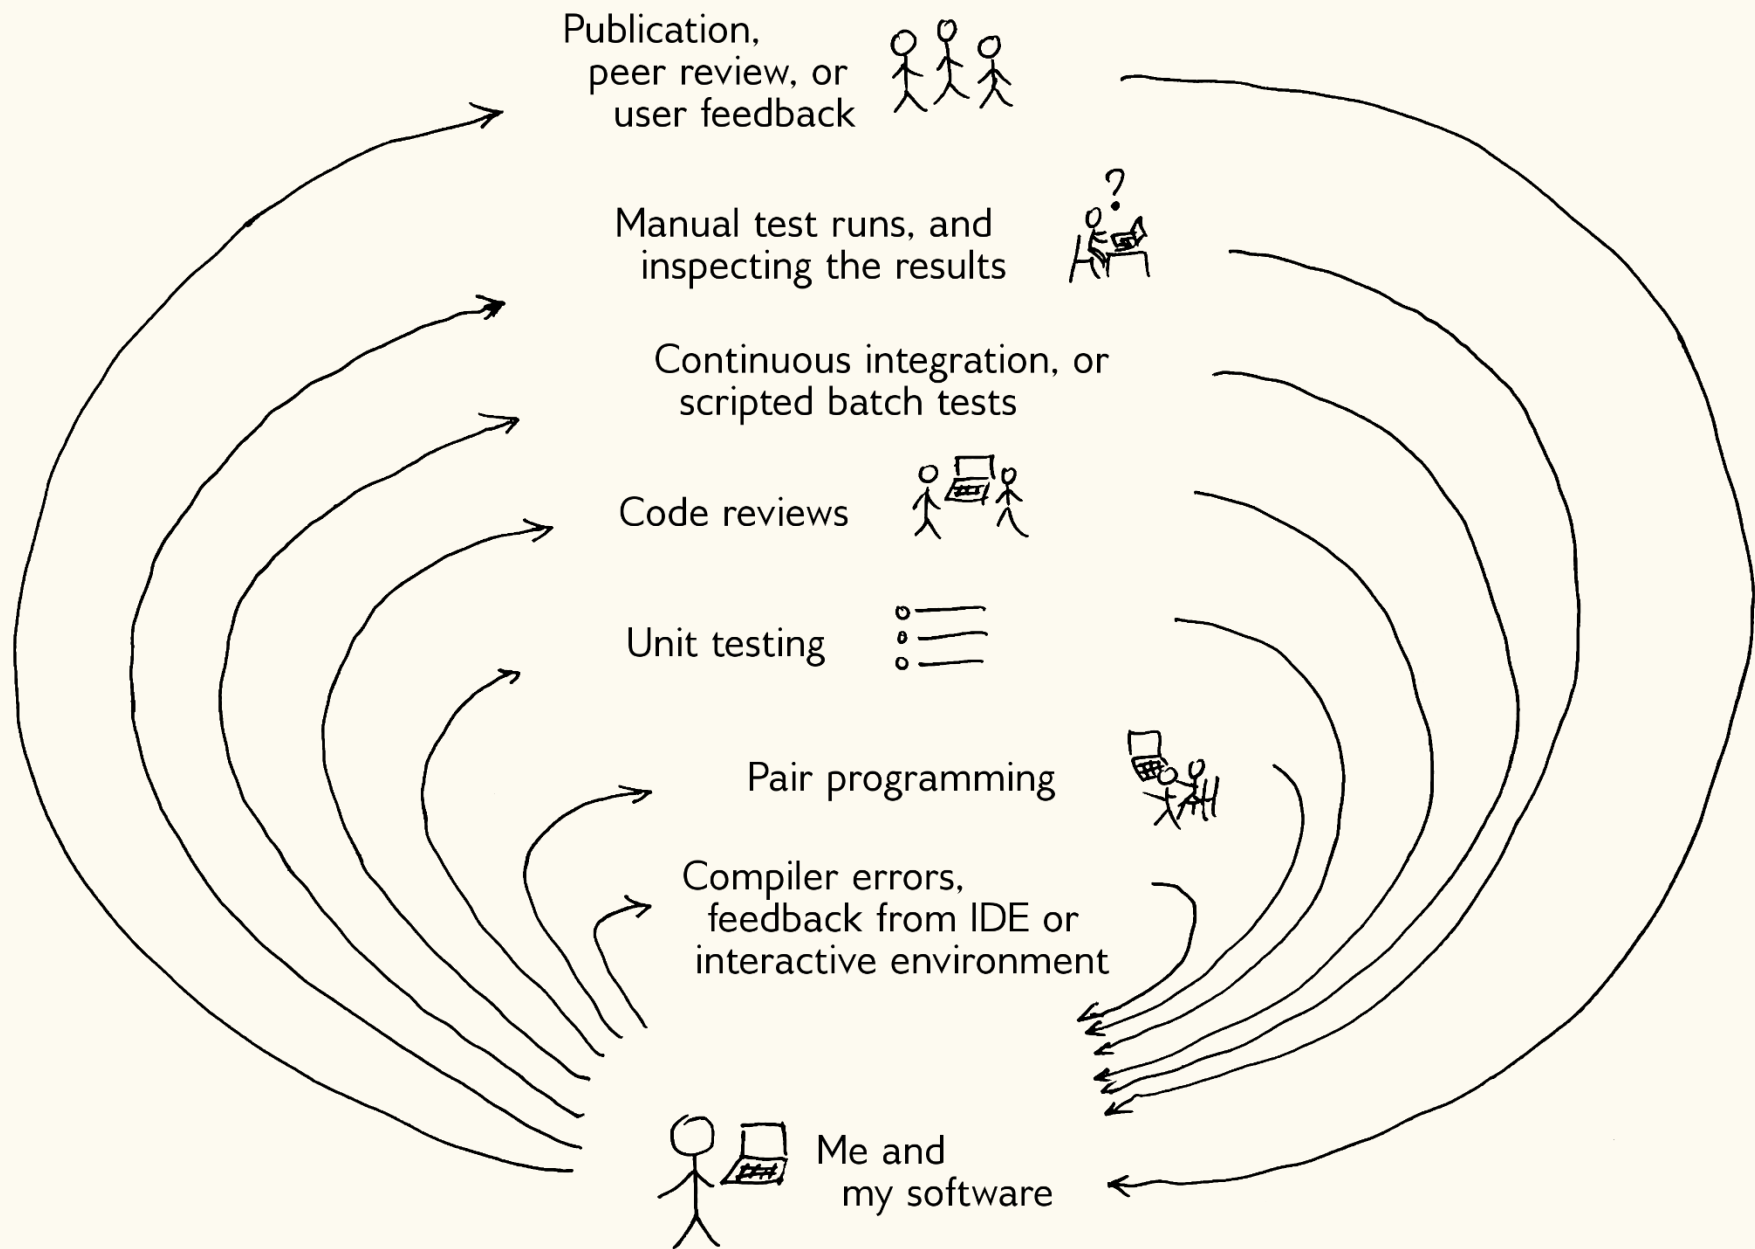 Publication,
peer review, or
user feedback
?
Manual test runs, and
inspecting the results
Continuous integration, or
scripted batch tests
Code reviews
Unit testing
Pair programming
Compiler errors,
feedback from IDE or
interactive environment
Me and
my software